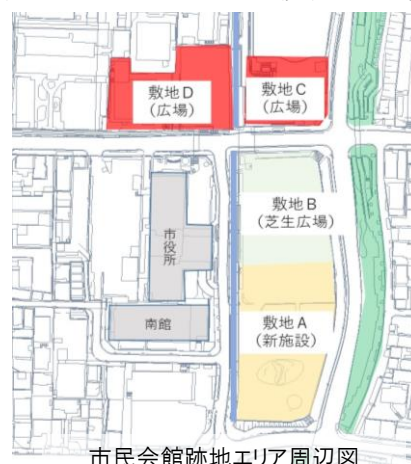 敷地D
(広場)
敷地C
(広場)
敷地B
(芝生広場)
市役所
南館
敷地A
(新施設)
市民会館跡地エリア周辺図